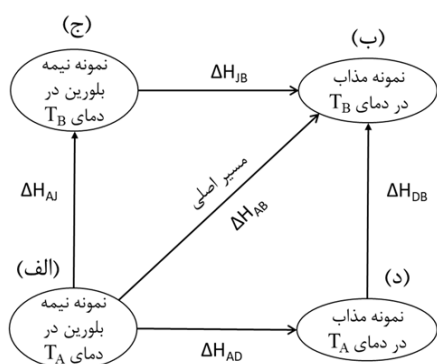 (ج)
نمونه نیمه
بلورین در
دمای T_B
ΔH_JB
(ب)
نمونه مذاب
در دمای T_B
ΔH_AJ
مسیر اصلی
ΔH_AB
ΔH_DB
(الف)
نمونه نیمه
بلورین در
دمای T_A
ΔH_AD
(د)
نمونه مذاب
در دمای T_A